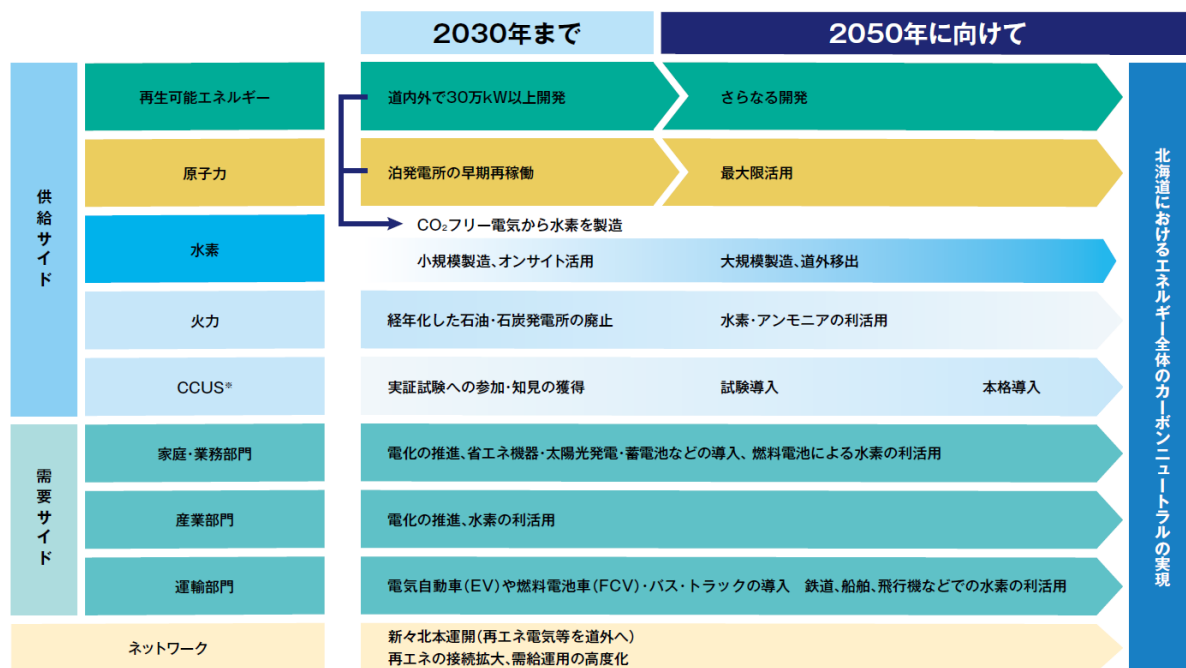 2030年まで
2050年に向けて
供給サイド
再生可能エネルギー
道内外で30万kW以上開発
さらなる開発
原子力
泊発電所の早期再稼働
最大限活用
水素
CO₂フリー電気から水素を製造
小規模製造、オンサイト活用
大規模製造、道外移出
火力
経年化した石油・石炭発電所の廃止
水素・アンモニアの利活用
CCUS※
実証試験への参加・知見の獲得
試験導入
本格導入
需要サイド
家庭・業務部門
電化の推進、省エネ機器・太陽光発電・蓄電池などの導入、燃料電池による水素の利活用
産業部門
電化の推進、水素の利活用
運輸部門
電気自動車(EV)や燃料電池車(FCV)・バス・トラックの導入　鉄道、船舶、飛行機などでの水素の利活用
ネットワーク
新々北本運開(再エネ電気等を道外へ)
再エネの接続拡大、需給運用の高度化
北海道におけるエネルギー全体のカーボンニュートラルの実現